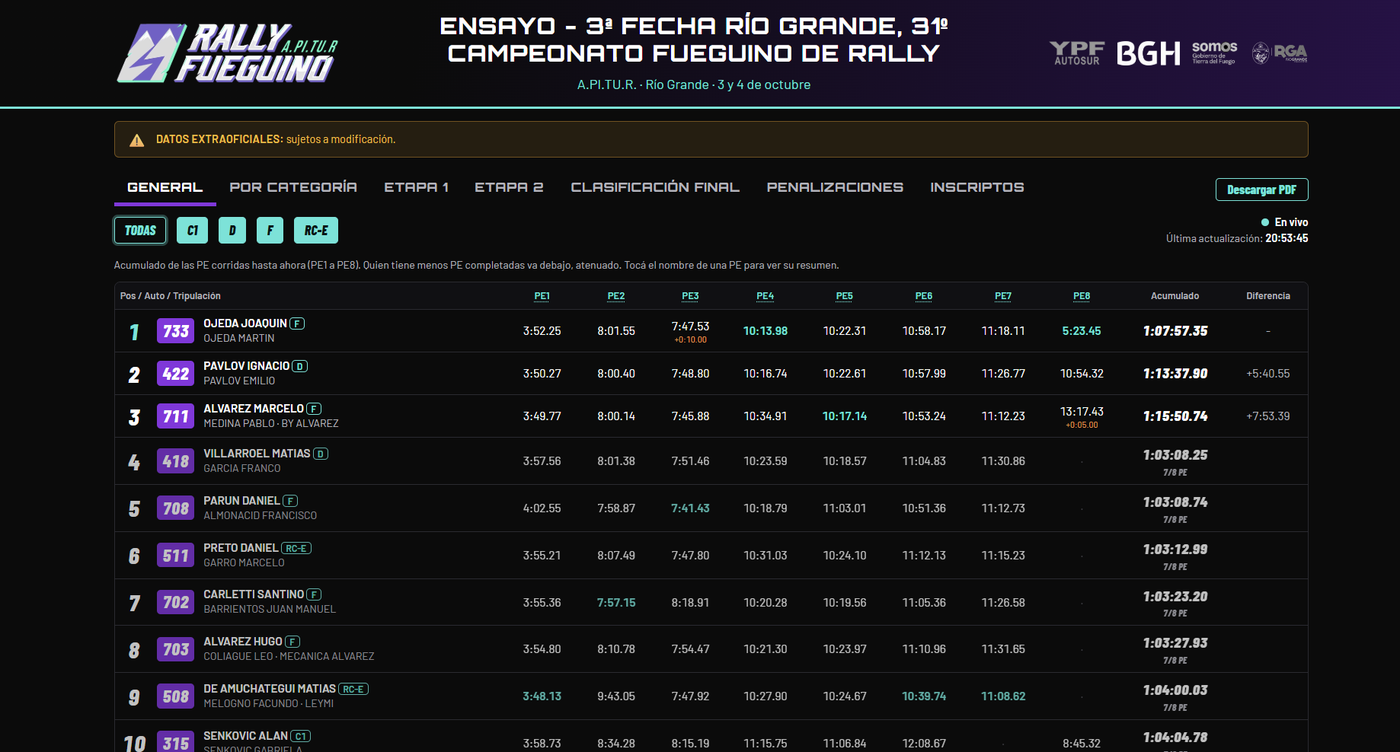 RALLY A.PI.TU.R
FUEGUINO
ENSAYO - 3ª FECHA RÍO GRANDE, 31º
CAMPEONATO FUEGUINO DE RALLY
A.PI.TU.R. · Río Grande · 3 y 4 de octubre
YPF AUTOSUR BGH somos Gobierno de Tierra del Fuego RGA
DATOS EXTRAOFICIALES: sujetos a modificación.
GENERAL POR CATEGORÍA ETAPA 1 ETAPA 2 CLASIFICACIÓN FINAL PENALIZACIONES INSCRIPTOS Descargar PDF
TODAS C1 D F RC-E En vivo
Última actualización: 20:53:45
Acumulado de las PE corridas hasta ahora (PE1 a PE8). Quien tiene menos PE completadas va debajo, atenuado. Tocá el nombre de una PE para ver su resumen.
Pos / Auto / Tripulación PE1 PE2 PE3 PE4 PE5 PE6 PE7 PE8 Acumulado Diferencia
1 733 OJEDA JOAQUIN F 3:52.25 8:01.55 7:47.53 10:13.98 10:22.31 10:58.17 11:18.11 5:23.45 1:07:57.35 -
OJEDA MARTIN +0:10.00
2 422 PAVLOV IGNACIO D 3:50.27 8:00.40 7:48.80 10:16.74 10:22.61 10:57.99 11:26.77 10:54.32 1:13:37.90 +5:40.55
PAVLOV EMILIO
3 711 ALVAREZ MARCELO F 3:49.77 8:00.14 7:45.88 10:34.91 10:17.14 10:53.24 11:12.23 13:17.43 1:15:50.74 +7:53.39
MEDINA PABLO · BY ALVAREZ +0:05.00
4 418 VILLARROEL MATIAS D 3:57.56 8:01.38 7:51.46 10:23.59 10:18.57 11:04.83 11:30.86 · 1:03:08.25
GARCIA FRANCO 7/8 PE
5 708 PARUN DANIEL F 4:02.55 7:58.87 7:41.43 10:18.79 11:03.01 10:51.36 11:12.73 · 1:03:08.74
ALMONACID FRANCISCO 7/8 PE
6 511 PRETO DANIEL RC-E 3:55.21 8:07.49 7:47.80 10:31.03 10:24.10 11:12.13 11:15.23 · 1:03:12.99
GARRO MARCELO 7/8 PE
7 702 CARLETTI SANTINO F 3:55.36 7:57.15 8:18.91 10:20.28 10:19.56 11:05.36 11:26.58 · 1:03:23.20
BARRIENTOS JUAN MANUEL 7/8 PE
8 703 ALVAREZ HUGO F 3:54.80 8:10.78 7:54.47 10:21.30 10:23.97 11:10.96 11:31.65 · 1:03:27.93
COLIAGUE LEO · MECANICA ALVAREZ 7/8 PE
9 508 DE AMUCHATEGUI MATIAS RC-E 3:48.13 9:43.05 7:47.92 10:27.90 10:24.67 10:39.74 11:08.62 · 1:04:00.03
MELOGNO FACUNDO · LEYMI 7/8 PE
10 315 SENKOVIC ALAN C1 3:58.73 8:34.28 8:15.19 11:15.75 11:06.84 12:08.67 · 8:45.32 1:04:04.78
SENKOVIC GABRIELA